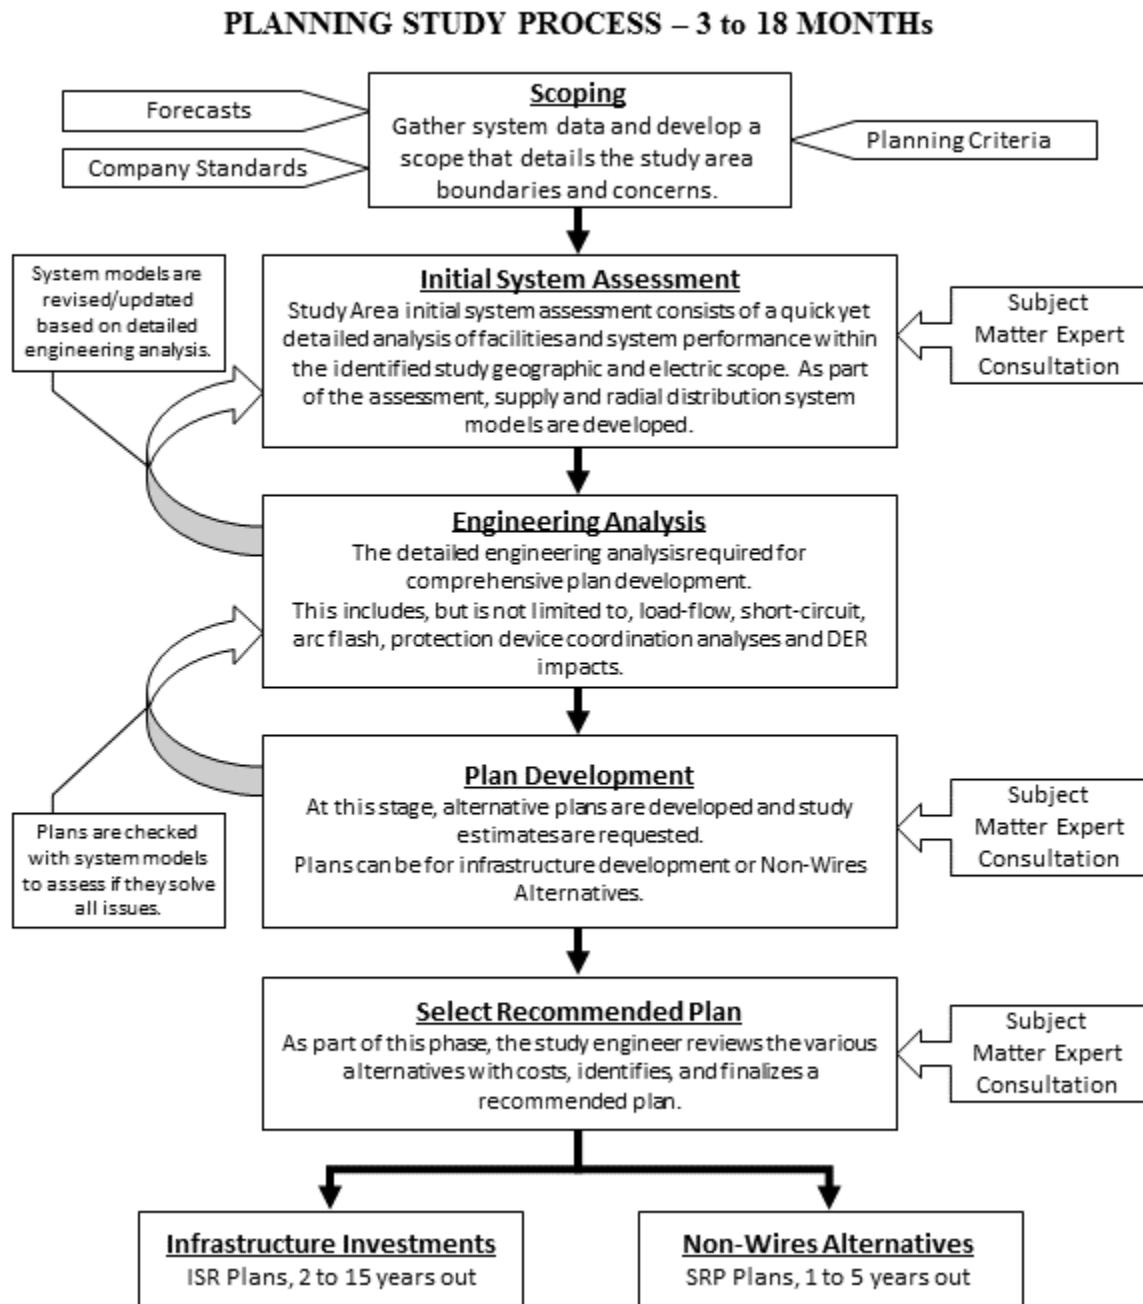 PLANNING STUDY PROCESS – 3 to 18 MONTHs
Forecasts
Company Standards
Scoping
Gather system data and develop a
scope that details the study area
boundaries and concerns.
Planning Criteria
System models are
revised/updated
based on detailed
engineering analysis.
Initial System Assessment
Study Area initial system assessment consists of a quick yet
detailed analysis of facilities and system performance within
the identified study geographic and electric scope. As part
of the assessment, supply and radial distribution system
models are developed.
Subject
Matter Expert
Consultation
Engineering Analysis
The detailed engineering analysis required for
comprehensive plan development.
This includes, but is not limited to, load-flow, short-circuit,
arc flash, protection device coordination analyses and DER
impacts.
Plans are checked
with system models
to assess if they solve
all issues.
Plan Development
At this stage, alternative plans are developed and study
estimates are requested.
Plans can be for infrastructure development or Non-Wires
Alternatives.
Subject
Matter Expert
Consultation
Select Recommended Plan
As part of this phase, the study engineer reviews the various
alternatives with costs, identifies, and finalizes a
recommended plan.
Subject
Matter Expert
Consultation
Infrastructure Investments
ISR Plans, 2 to 15 years out
Non-Wires Alternatives
SRP Plans, 1 to 5 years out